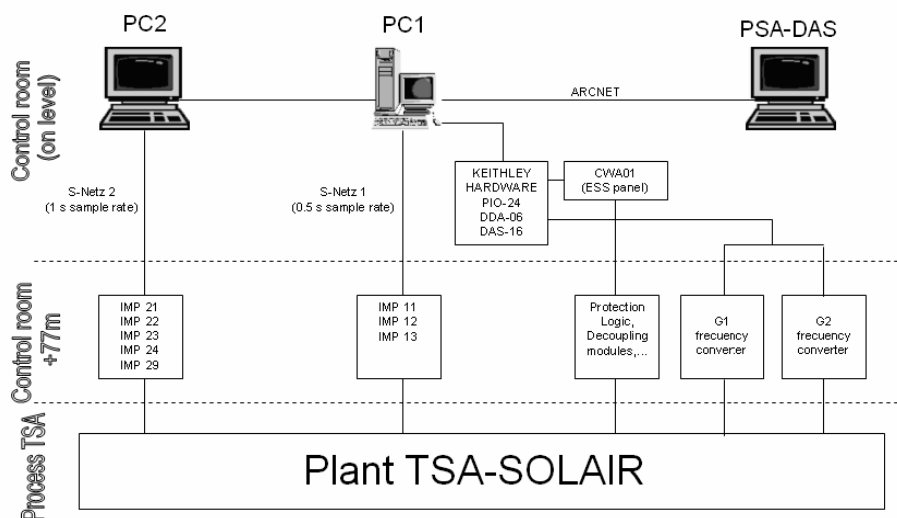 PC2
PC1
PSA-DAS
Control room
(on level)
ARCNET
S-Netz 2
(1 s sample rate)
S-Netz 1
(0.5 s sample rate)
KEITHLEY
HARDWARE
PIO-24
DDA-06
DAS-16
CWA01
(ESS panel)
Control room
+77m
IMP 21
IMP 22
IMP 23
IMP 24
IMP 29
IMP 11
IMP 12
IMP 13
Protection
Logic,
Decoupling
modules,...
G1
frecuency
converter
G2
frecuency
converter
Process TSA
Plant TSA-SOLAIR